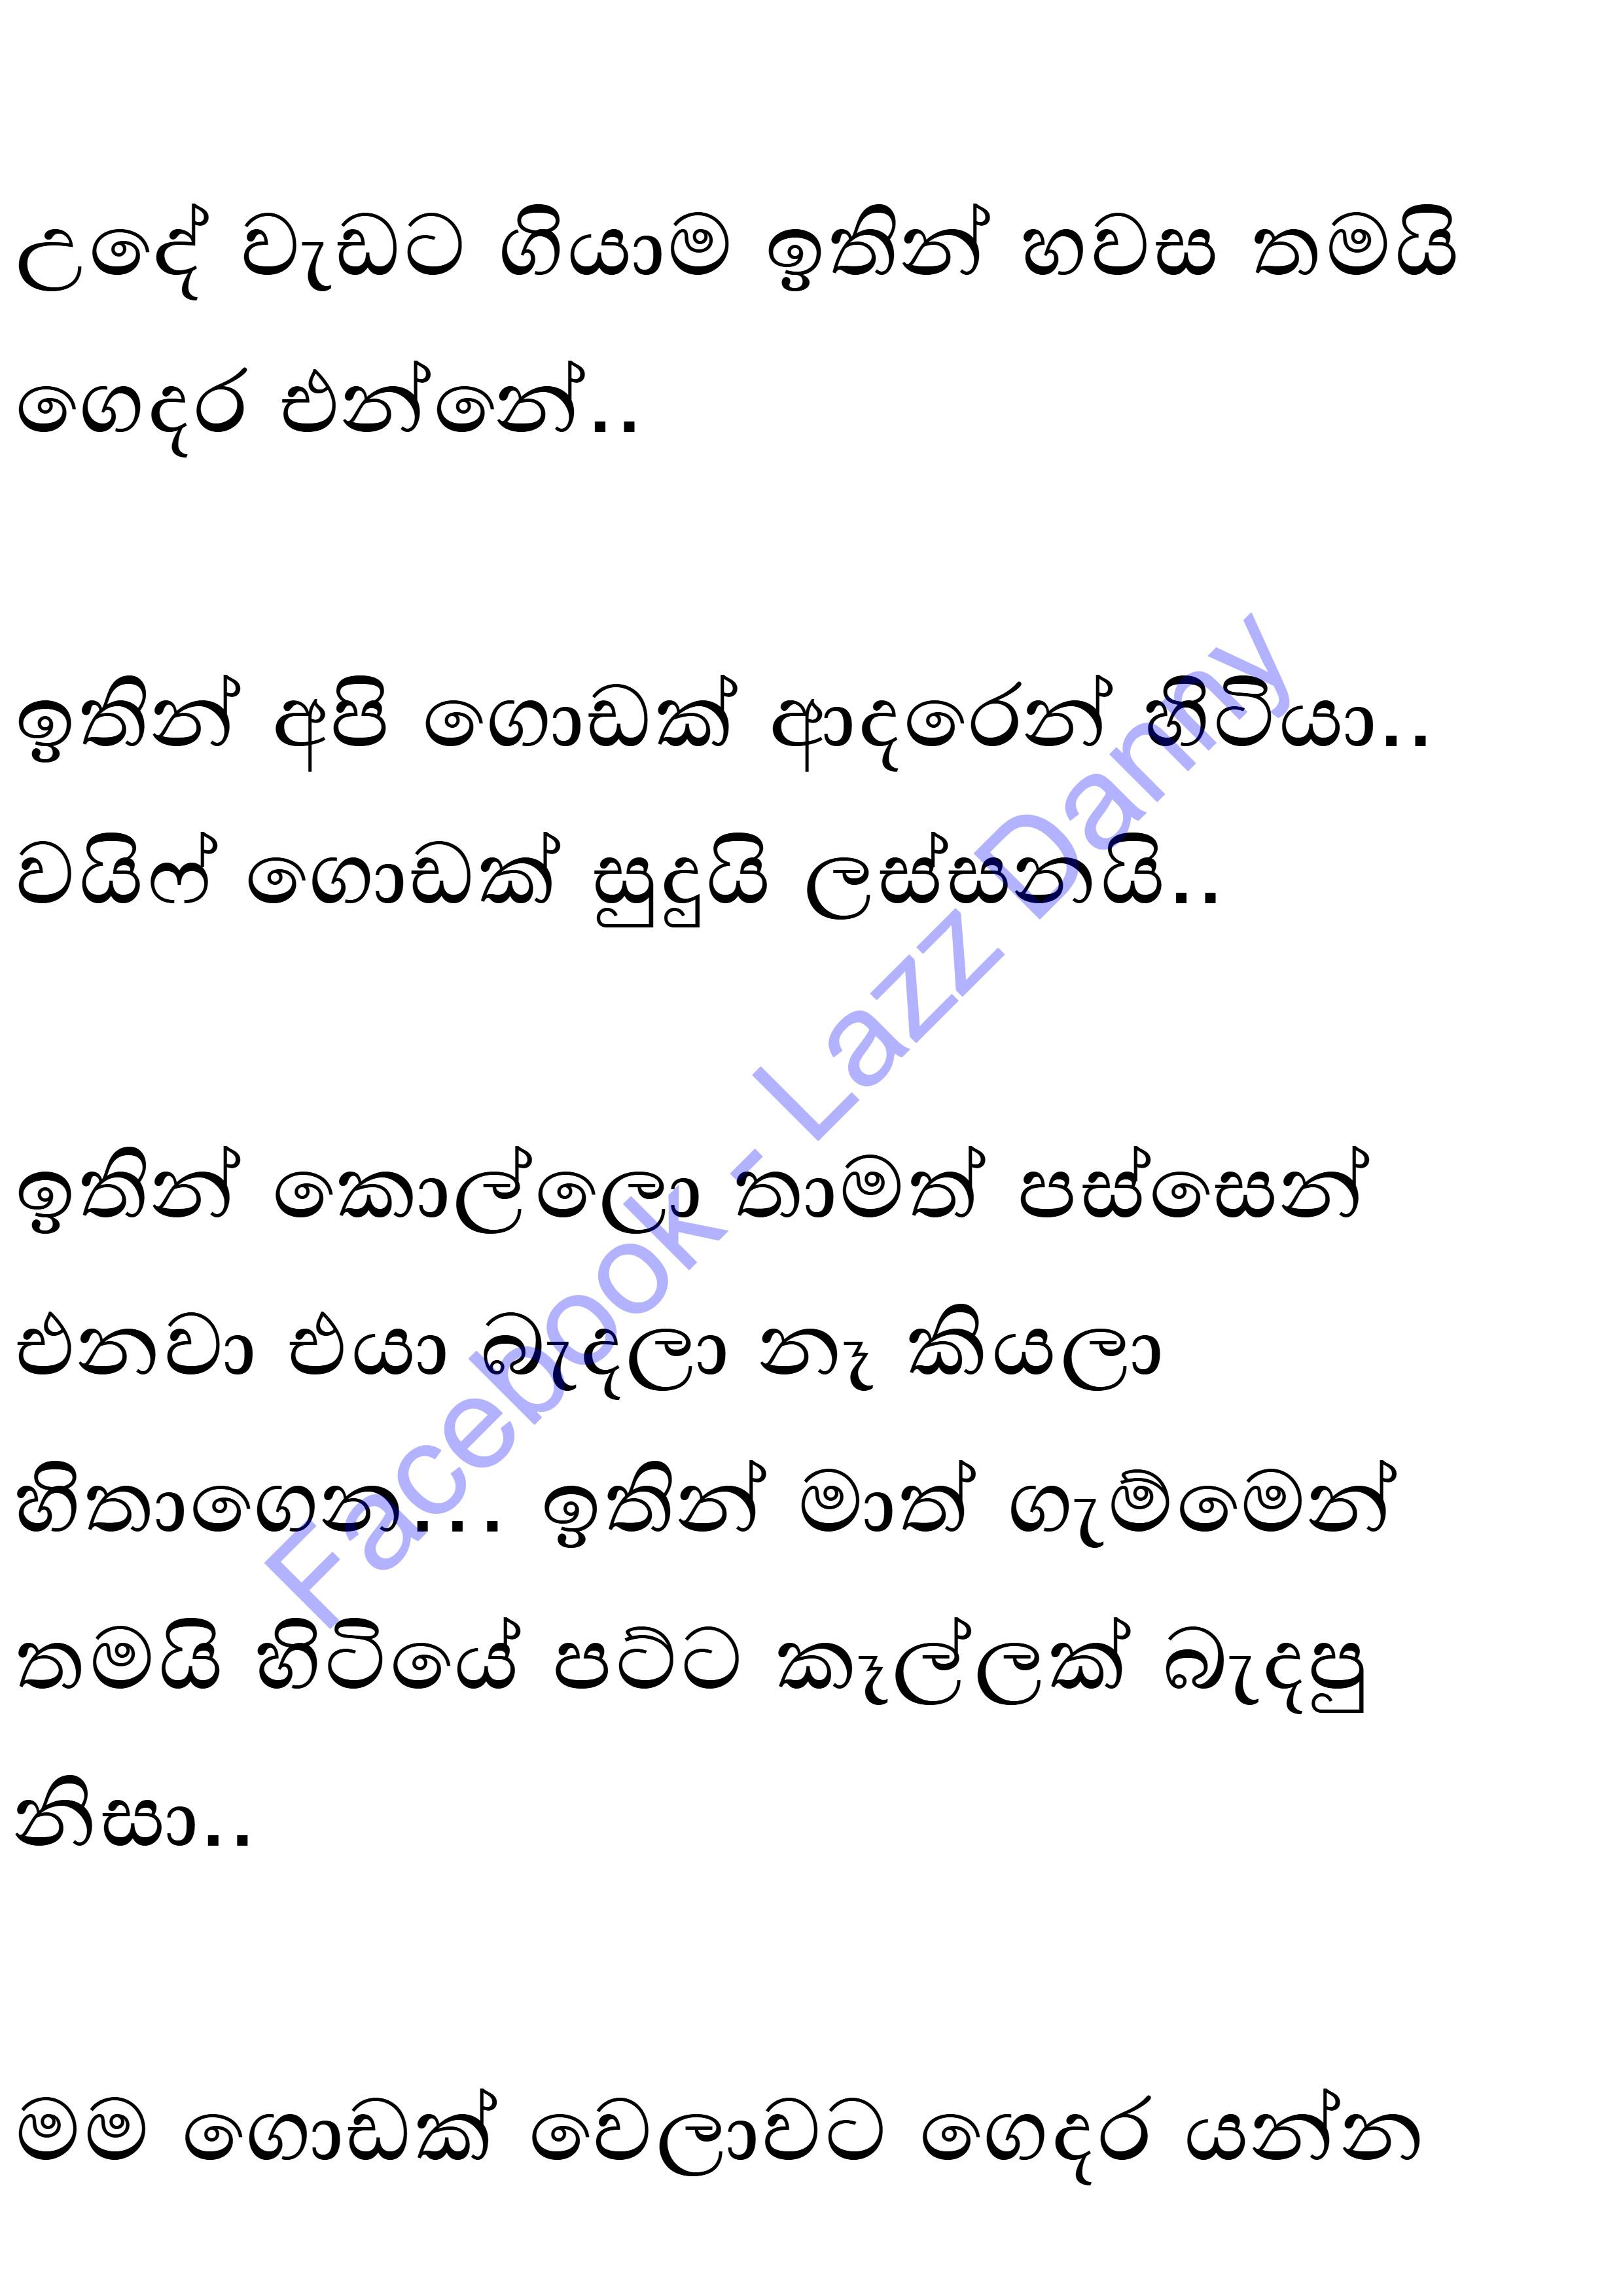 උදේ වැඩට ගියාම ඉතින් හවස තමයි
ගෙදර එන්නේ..
ඉතින් අපි ගොඩක් ආදරෙන් හිටියා..
වයිෆ් ගොඩක් සුදුයි ලස්සනයි..
ඉතින් කොල්ලො තාමත් පස්සෙන්
එනවා එයා බැදලා නෑ කියලා
හිතාගෙන... ඉතින් මාත් ගැම්මෙන්
තමයි හිටියේ පට්ට කෑල්ලක් බැදපු
නිසා..
මම ගොඩක් වෙලාවට ගෙදර යන්න
Facebook - Lazz Danny